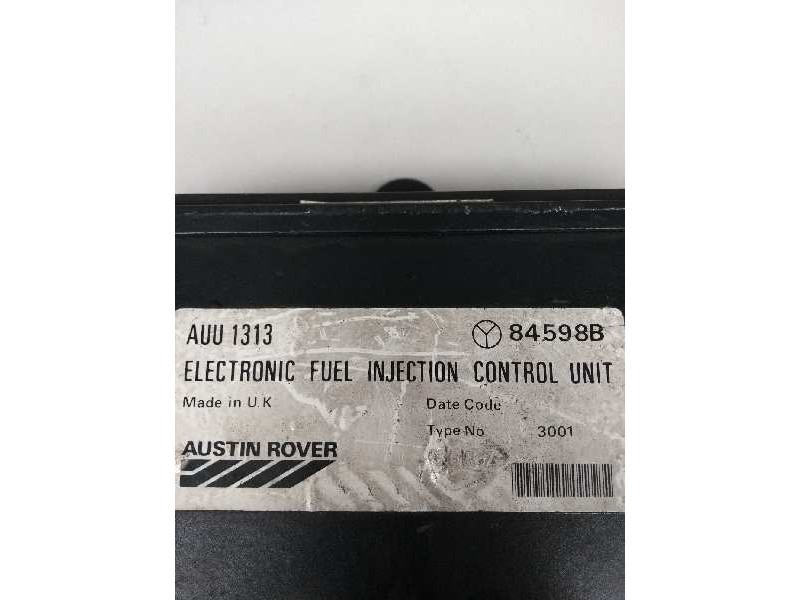 AUU 1313
84598B
ELECTRONIC FUEL INJECTION CONTROL UNIT
Made in U.K
Date Code
Type No 3001
AUSTIN ROVER